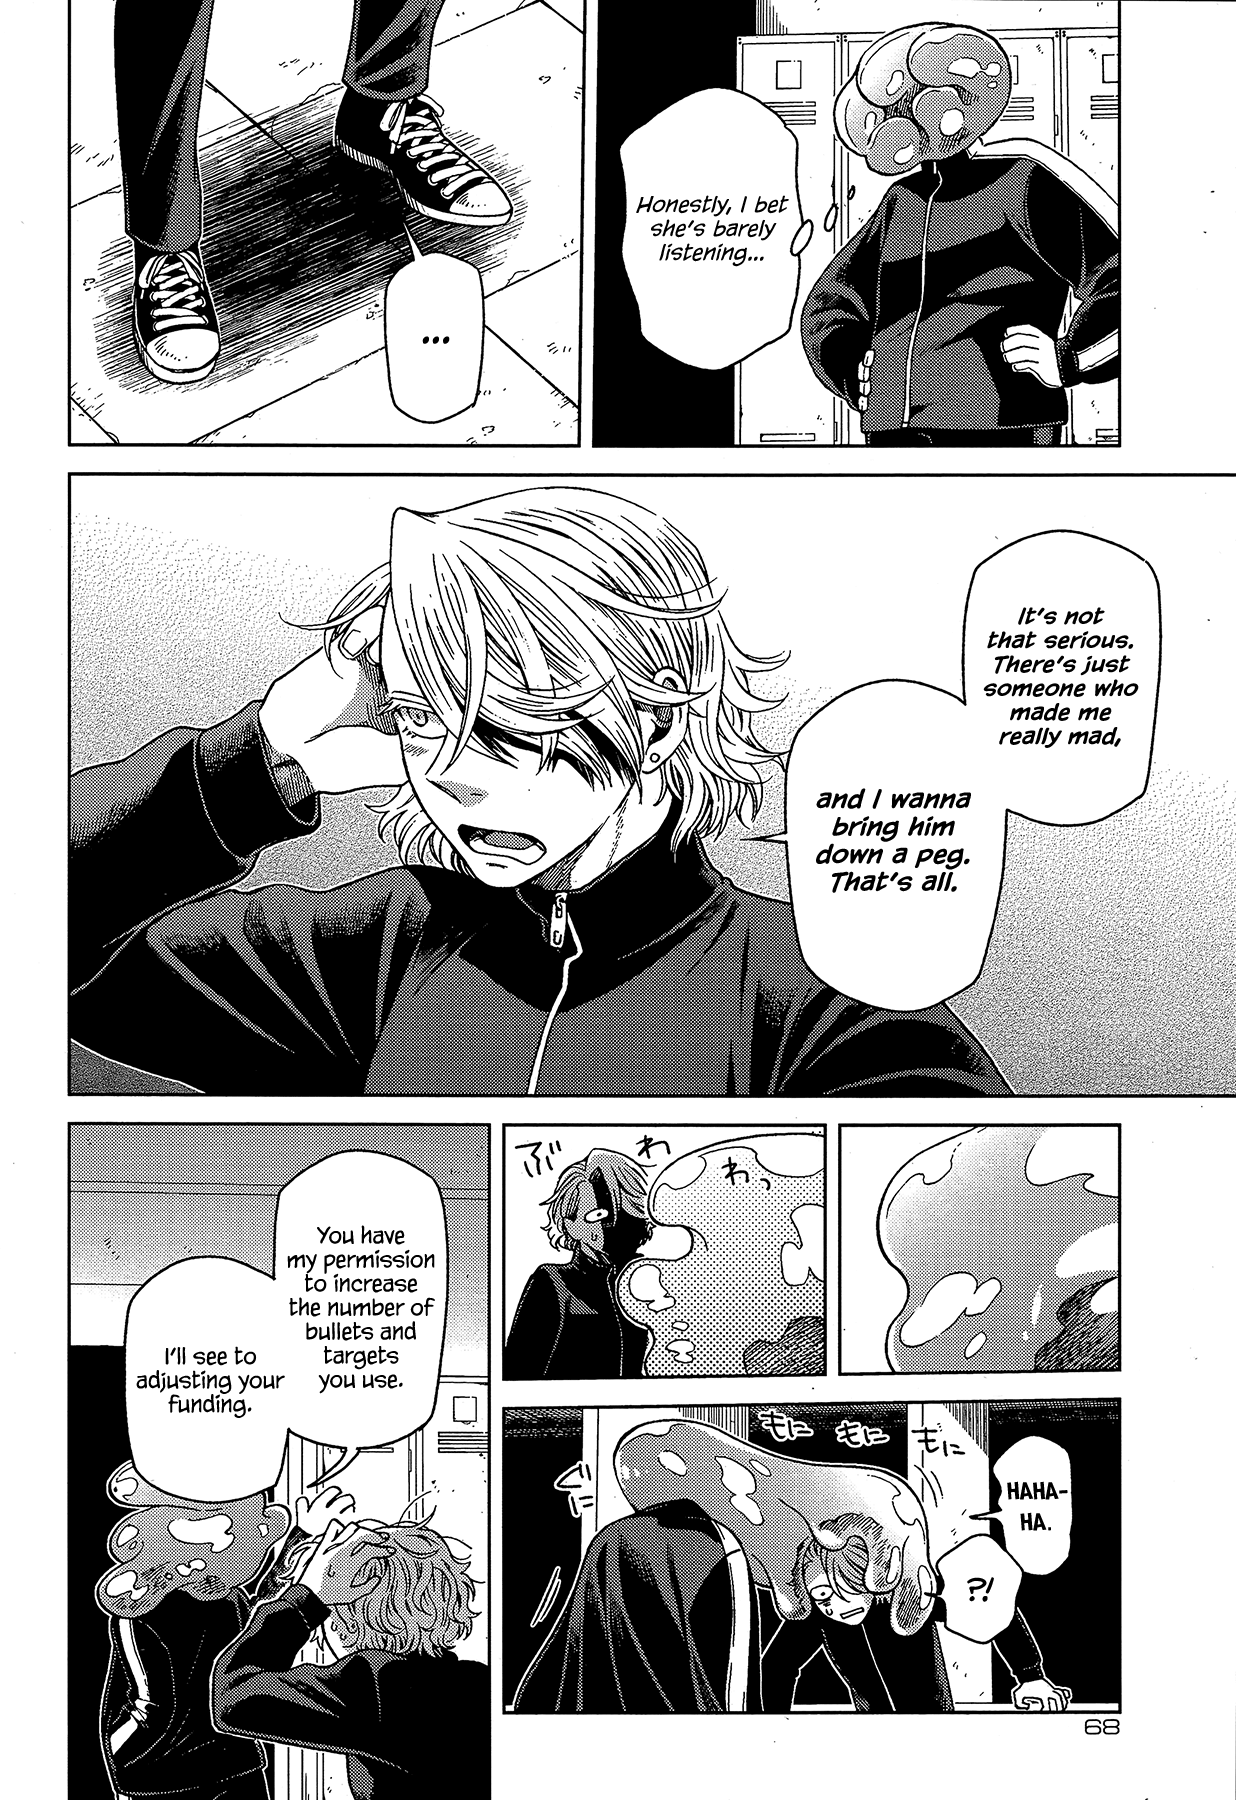 Honestly, I bet
she's barely
listening...
...
It's not
that serious.
There's just
someone who
made me
really mad,
and I wanna
bring him
down a peg.
That's all.
ぶ
わ
わっ
もに
もに
もに
ぐに
HAHA-
HA.
?!
You have
my permission
to increase
the number of
bullets and
targets
you use.
I'll see to
adjusting your
funding.
68